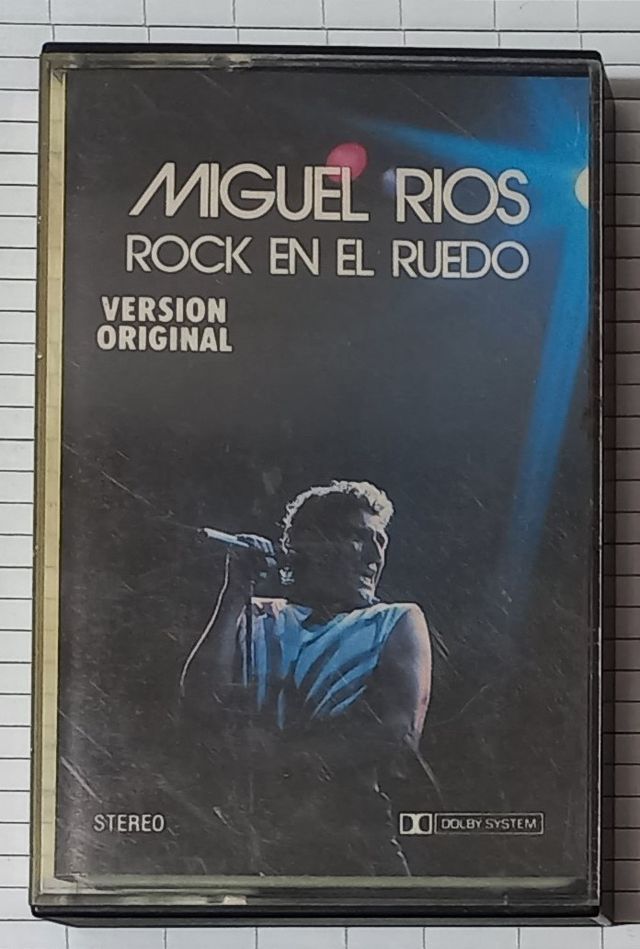 MIGUEL RIOS
ROCK EN EL RUEDO
VERSION
ORIGINAL
STEREO
DOLBY SYSTEM